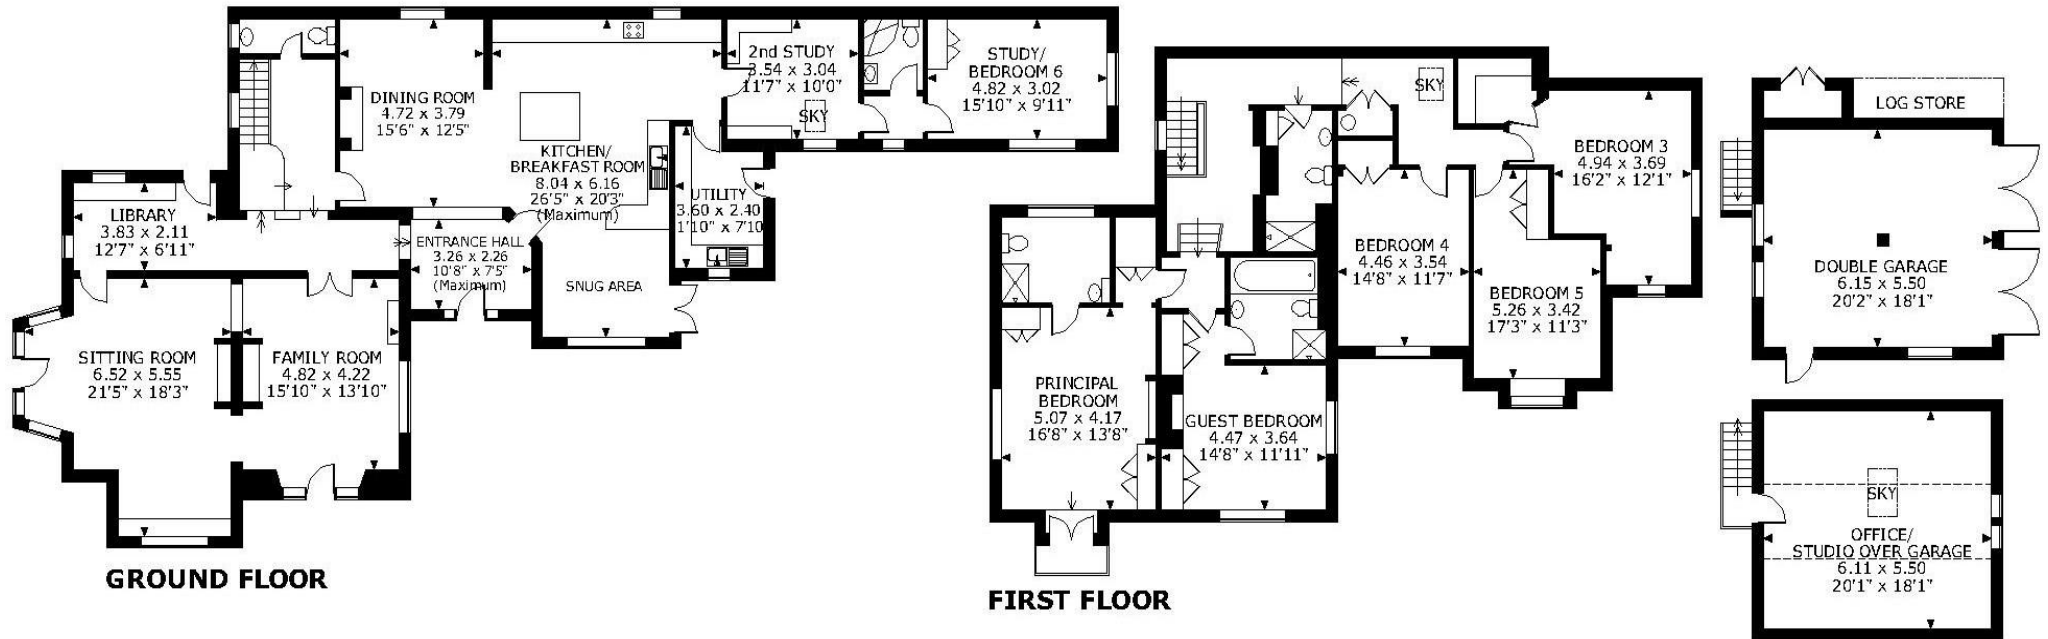 2nd STUDY
3.54 x 3.04
11'7" x 10'0"
SKY
STUDY/
BEDROOM 6
4.82 x 3.02
15'10" x 9'11"
DINING ROOM
4.72 x 3.79
15'6" x 12'5"
KITCHEN/
BREAKFAST ROOM
8.04 x 6.16
26'5" x 20'3"
(Maximum)
UTILITY
3.60 x 2.40
1'10" x 7'10
LIBRARY
3.83 x 2.11
12'7" x 6'11"
ENTRANCE HALL
3.26 x 2.26
10'8" x 7'5"
(Maximum)
SNUG AREA
SITTING ROOM
6.52 x 5.55
21'5" x 18'3"
FAMILY ROOM
4.82 x 4.22
15'10" x 13'10"
GROUND FLOOR
SKY
BEDROOM 3
4.94 x 3.69
16'2" x 12'1"
BEDROOM 4
4.46 x 3.54
14'8" x 11'7"
BEDROOM 5
5.26 x 3.42
17'3" x 11'3"
PRINCIPAL
BEDROOM
5.07 x 4.17
16'8" x 13'8"
GUEST BEDROOM
4.47 x 3.64
14'8" x 11'11"
FIRST FLOOR
LOG STORE
DOUBLE GARAGE
6.15 x 5.50
20'2" x 18'1"
SKY
OFFICE/
STUDIO OVER GARAGE
6.11 x 5.50
20'1" x 18'1"